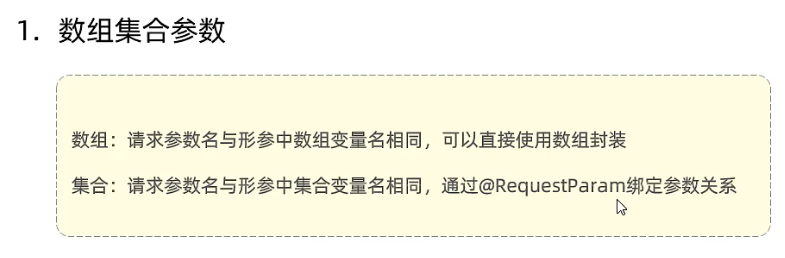 1. 数组集合参数
数组：请求参数名与形参中数组变量名相同，可以直接使用数组封装
集合：请求参数名与形参中集合变量名相同，通过@RequestParam绑定参数关系